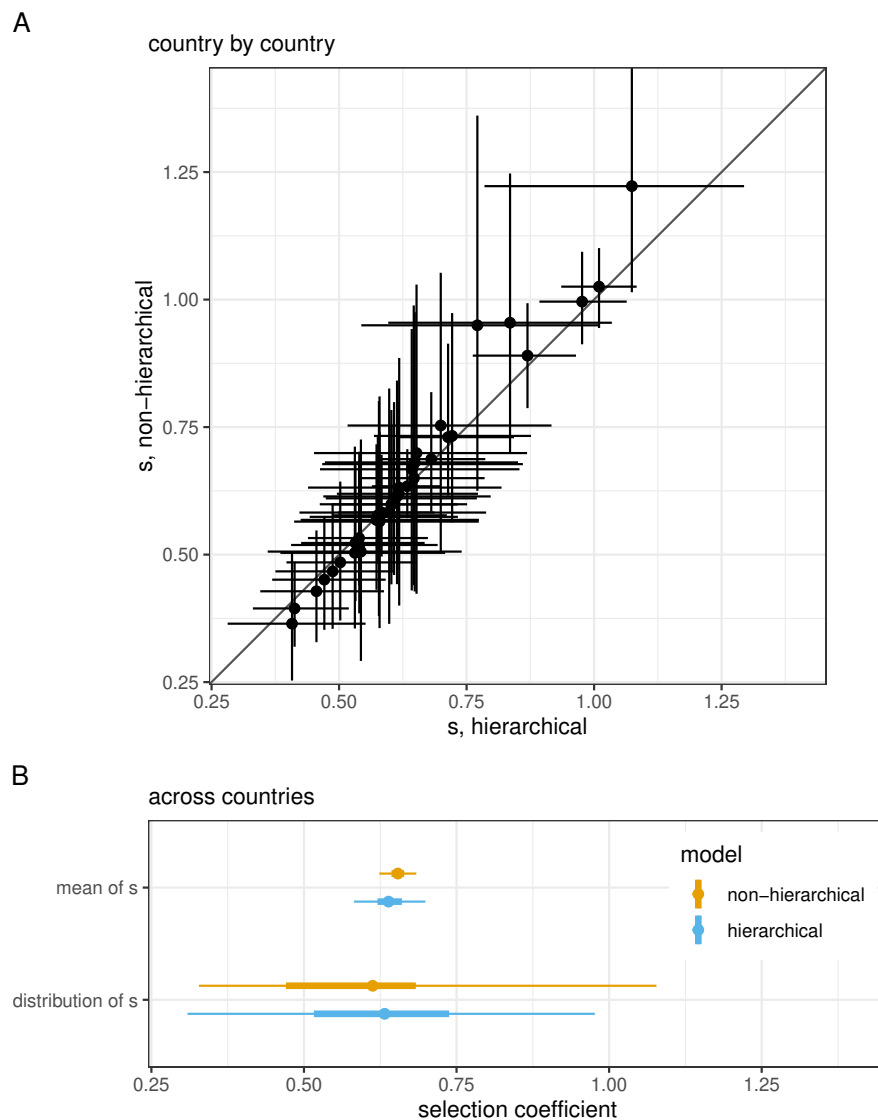 A
country by country
s, non−hierarchical
1.25
1.00
0.75
0.50
0.25
0.25 0.50 0.75 1.00 1.25
s, hierarchical
B
across countries
mean of s
distribution of s
model
non−hierarchical
hierarchical
0.25 0.50 0.75 1.00 1.25
selection coefficient